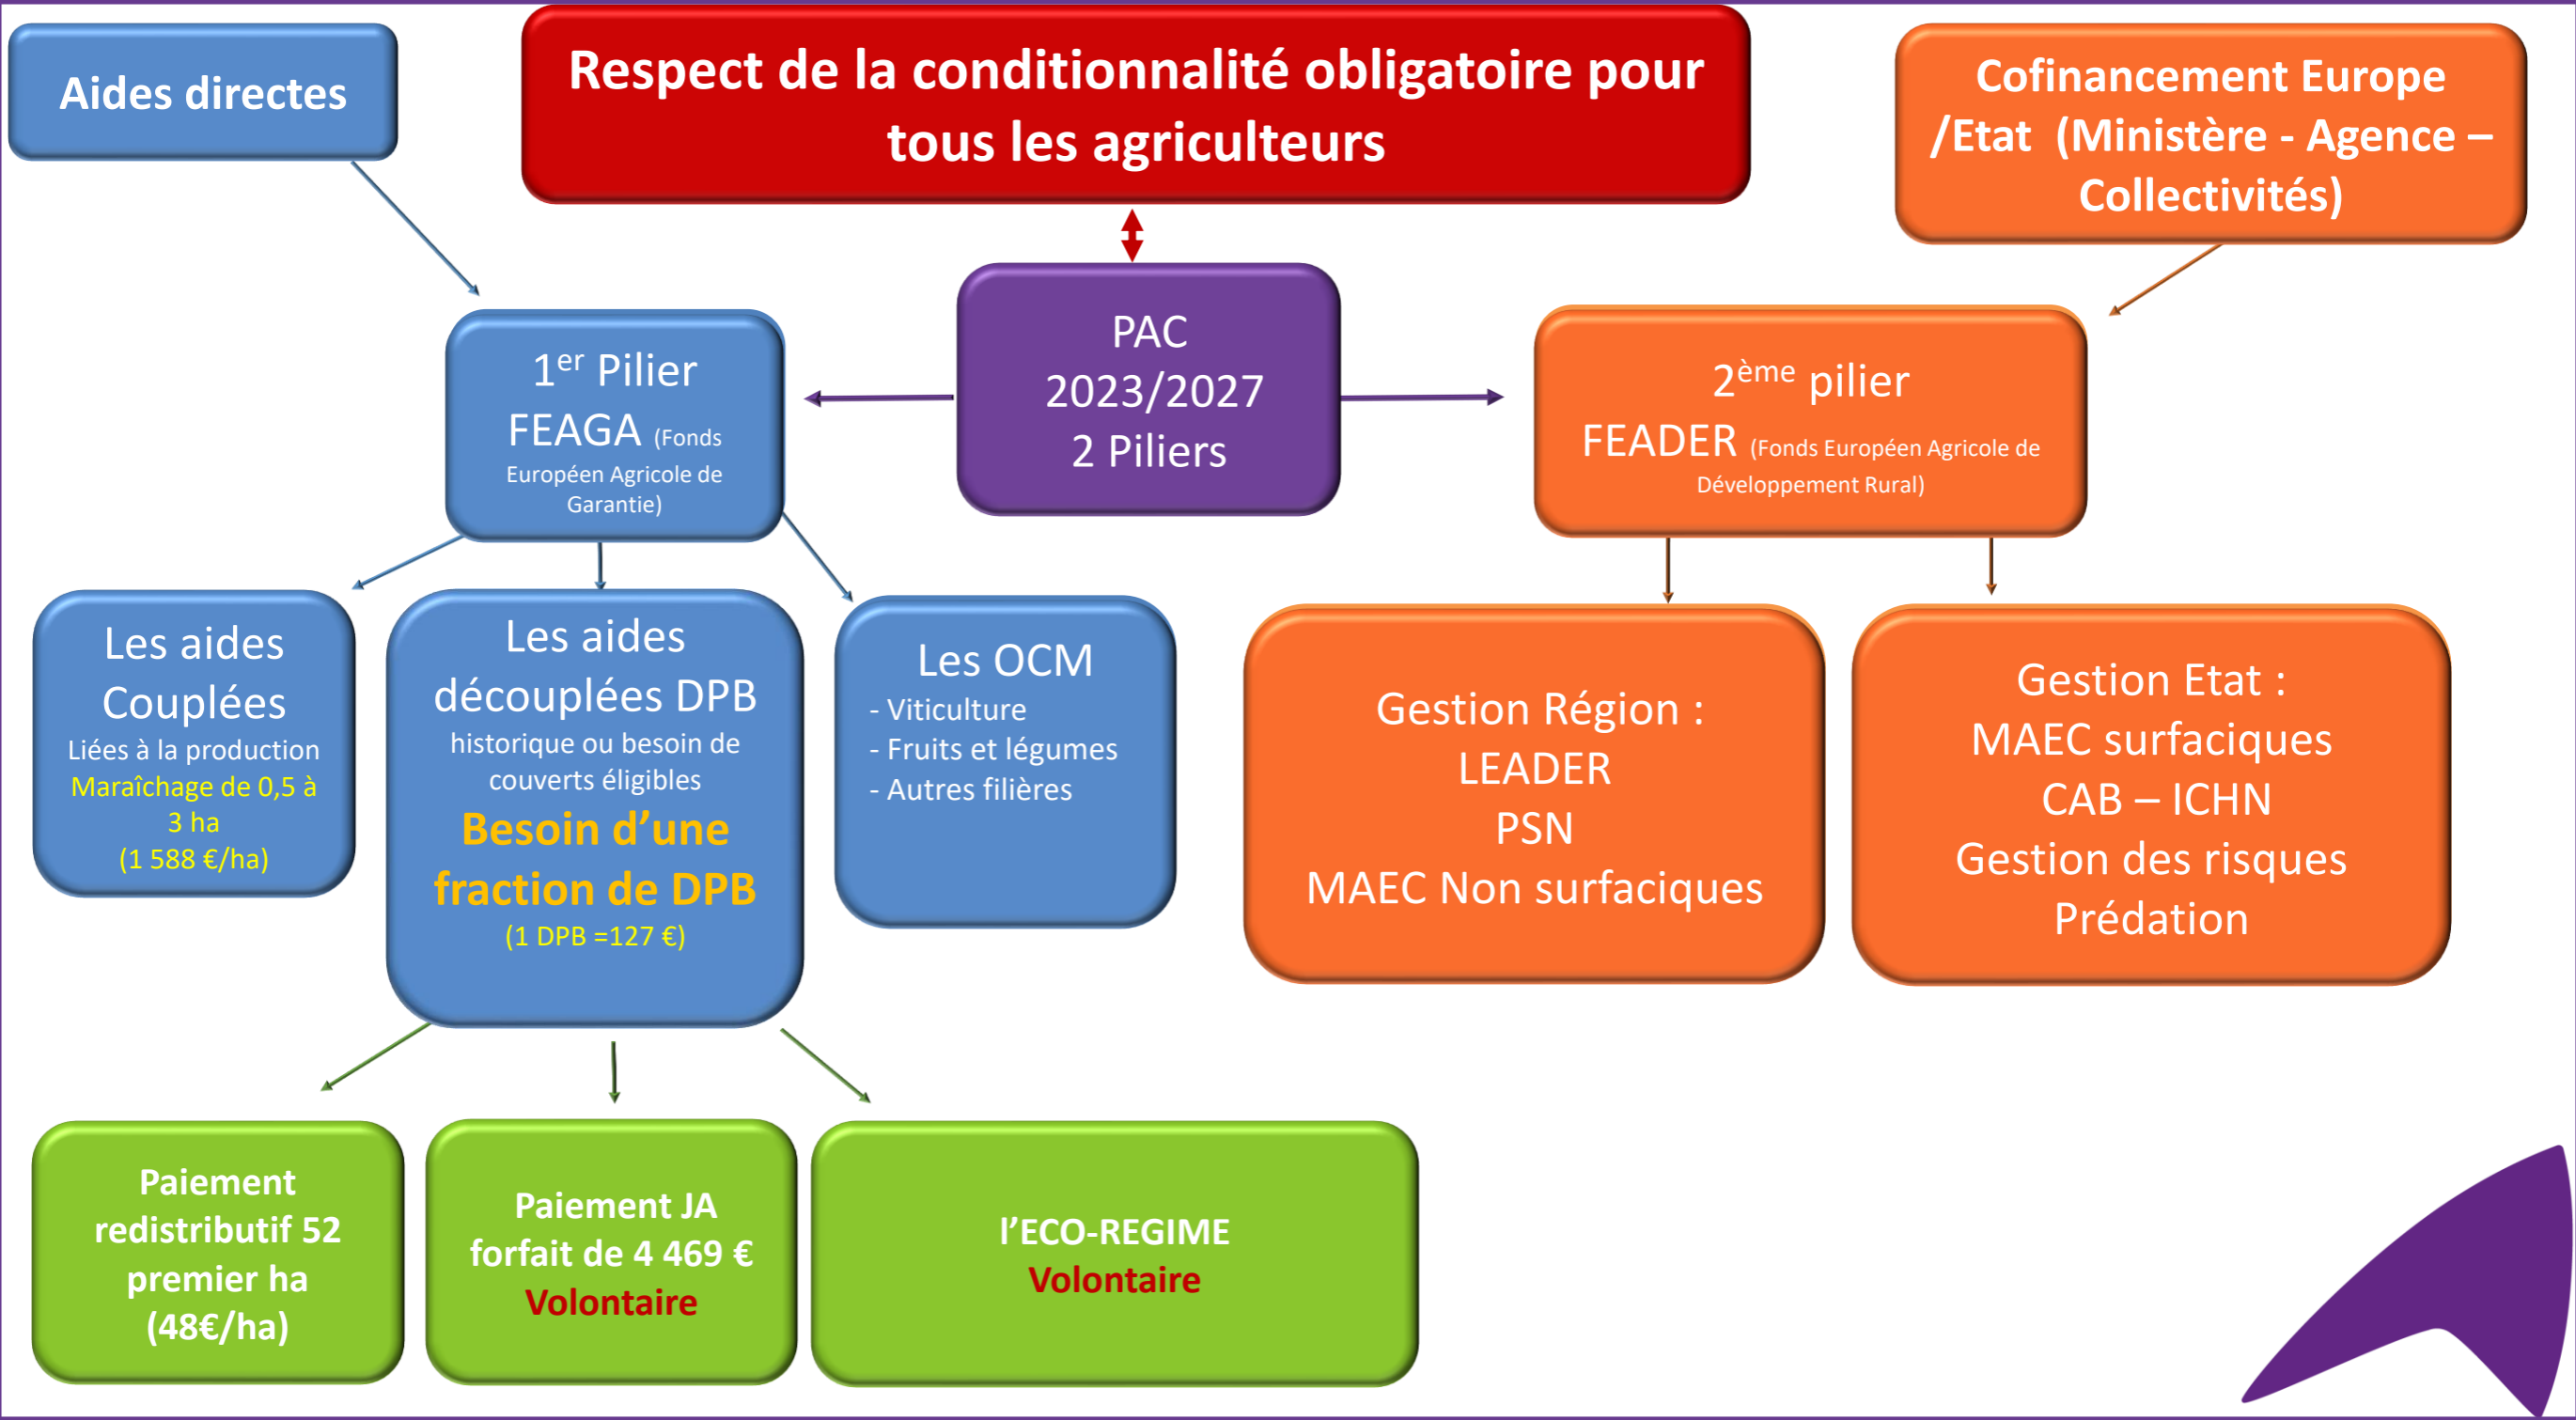 Aides directes
Respect de la conditionnalité obligatoire pour
tous les agriculteurs
Cofinancement Europe
/Etat (Ministère - Agence –
Collectivités)
1er Pilier
FEAGA (Fonds
Européen Agricole de
Garantie)
PAC
2023/2027
2 Piliers
2ème pilier
FEADER (Fonds Européen Agricole de
Développement Rural)
Les aides
Couplées
Liées à la production
Maraîchage de 0,5 à
3 ha
(1 588 €/ha)
Les aides
découplées DPB
historique ou besoin de
couverts éligibles
Besoin d’une
fraction de DPB
(1 DPB =127 €)
Les OCM
- Viticulture
- Fruits et légumes
- Autres filières
Gestion Région :
LEADER
PSN
MAEC Non surfaciques
Gestion Etat :
MAEC surfaciques
CAB – ICHN
Gestion des risques
Prédation
Paiement
redistributif 52
premier ha
(48€/ha)
Paiement JA
forfait de 4 469 €
Volontaire
l’ECO-REGIME
Volontaire